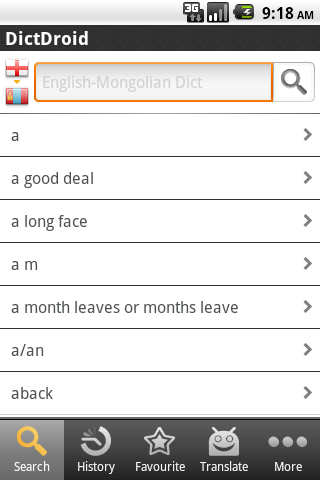 3G 9:18 AM
DictDroid
English-Mongolian Dict
a
a good deal
a long face
a m
a month leaves or months leave
a/an
aback
Search History Favourite Translate More